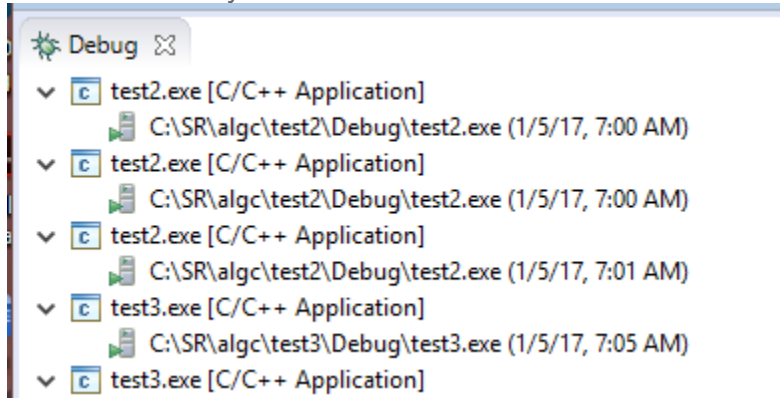 Debug
test2.exe [C/C++ Application]
C:\SR\algc\test2\Debug\test2.exe (1/5/17, 7:00 AM)
test2.exe [C/C++ Application]
C:\SR\algc\test2\Debug\test2.exe (1/5/17, 7:00 AM)
test2.exe [C/C++ Application]
C:\SR\algc\test2\Debug\test2.exe (1/5/17, 7:01 AM)
test3.exe [C/C++ Application]
C:\SR\algc\test3\Debug\test3.exe (1/5/17, 7:05 AM)
test3.exe [C/C++ Application]